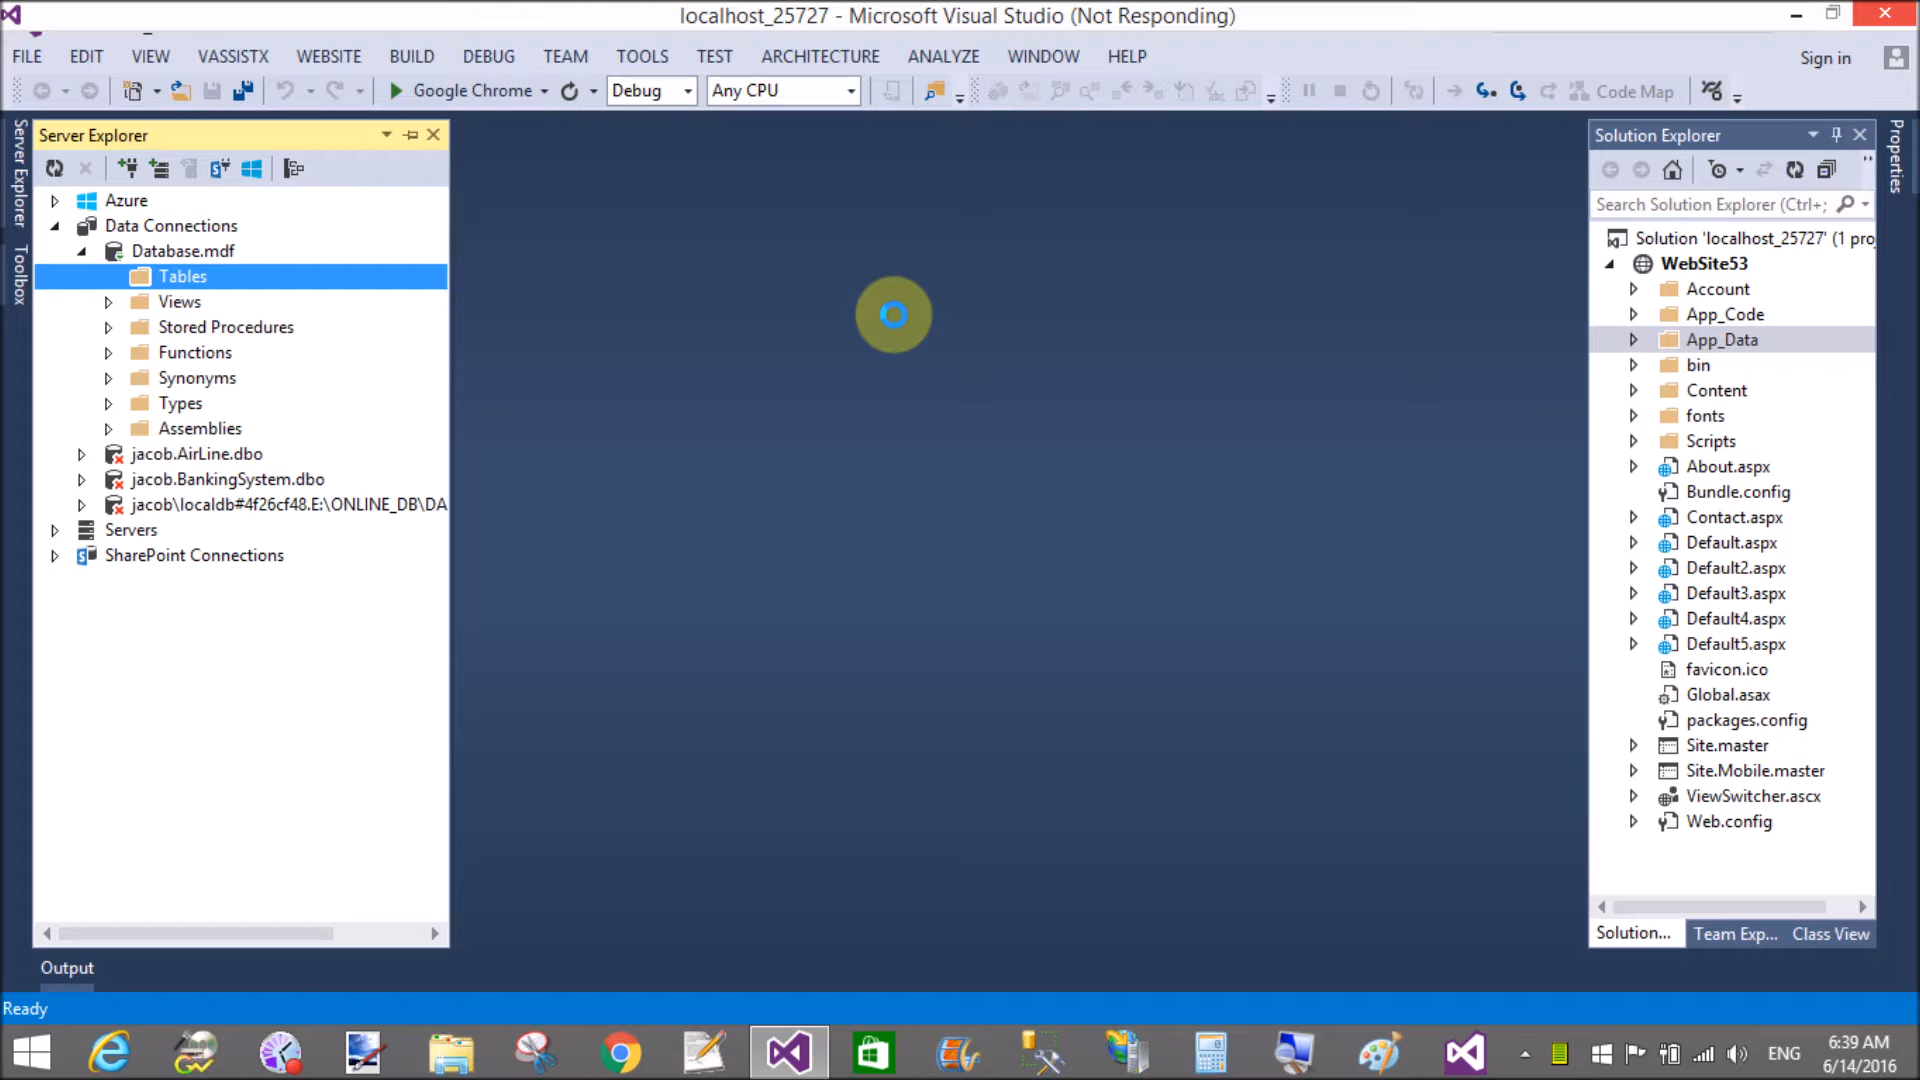 localhost_25727 - Microsoft Visual Studio (Not Responding)
FILE EDIT VIEW VASSISTX WEBSITE BUILD DEBUG TEAM TOOLS TEST ARCHITECTURE ANALYZE WINDOW HELP Sign in
Google Chrome Debug Any CPU Code Map
Server Explorer
Toolbox
Server Explorer
Azure
Data Connections
Database.mdf
Tables
Views
Stored Procedures
Functions
Synonyms
Types
Assemblies
jacob.AirLine.dbo
jacob.BankingSystem.dbo
jacob\localdb#4f26cf48.E:\ONLINE_DB\DA
Servers
SharePoint Connections
Solution Explorer
Search Solution Explorer (Ctrl+;
Solution 'localhost_25727' (1 pro
WebSite53
Account
App_Code
App_Data
bin
Content
fonts
Scripts
About.aspx
Bundle.config
Contact.aspx
Default.aspx
Default2.aspx
Default3.aspx
Default4.aspx
Default5.aspx
favicon.ico
Global.asax
packages.config
Site.master
Site.Mobile.master
ViewSwitcher.ascx
Web.config
Solution... Team Exp... Class View
Properties
Output
Ready
ENG
6:39 AM
6/14/2016